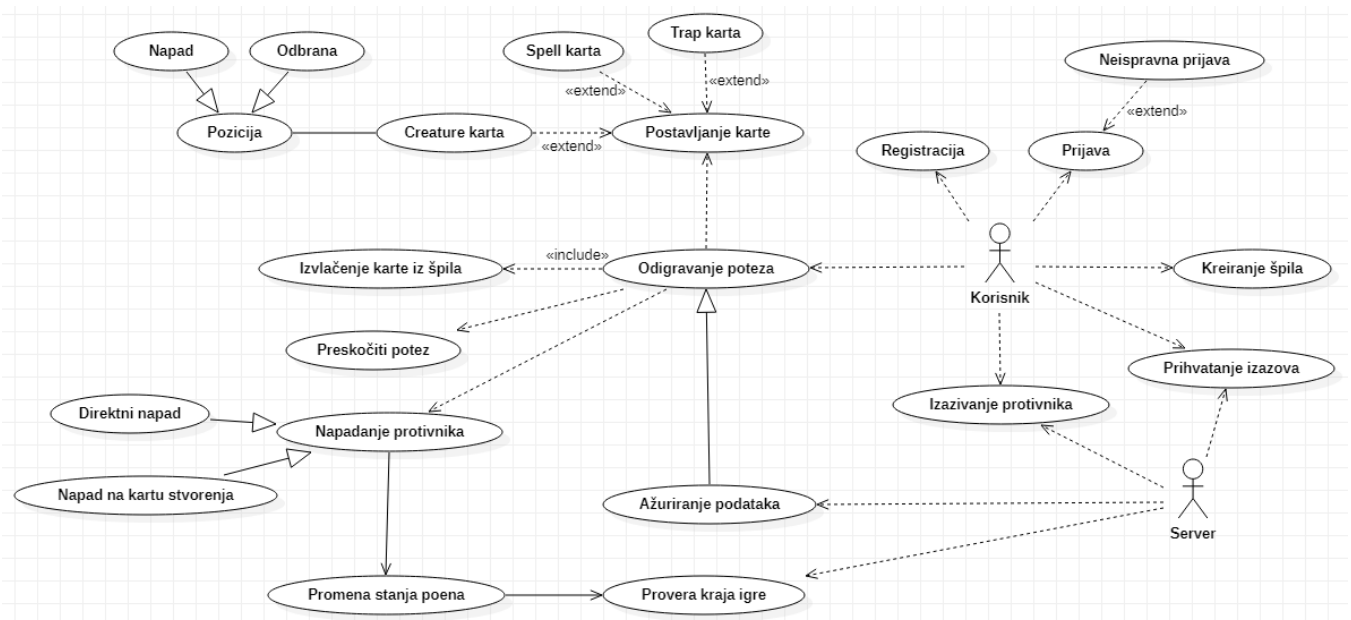 Napad
Odbrana
Spell karta
Trap karta
Neispravna prijava
«extend»
«extend»
«extend»
Pozicija
Creature karta
«extend»
Postavljanje karte
Registracija
Prijava
Izvlačenje karte iz špila
«include»
Odigravanje poteza
Korisnik
Kreiranje špila
Preskočiti potez
Prihvatanje izazova
Direktni napad
Napadanje protivnika
Izazivanje protivnika
Napad na kartu stvorenja
Ažuriranje podataka
Server
Promena stanja poena
Provera kraja igre